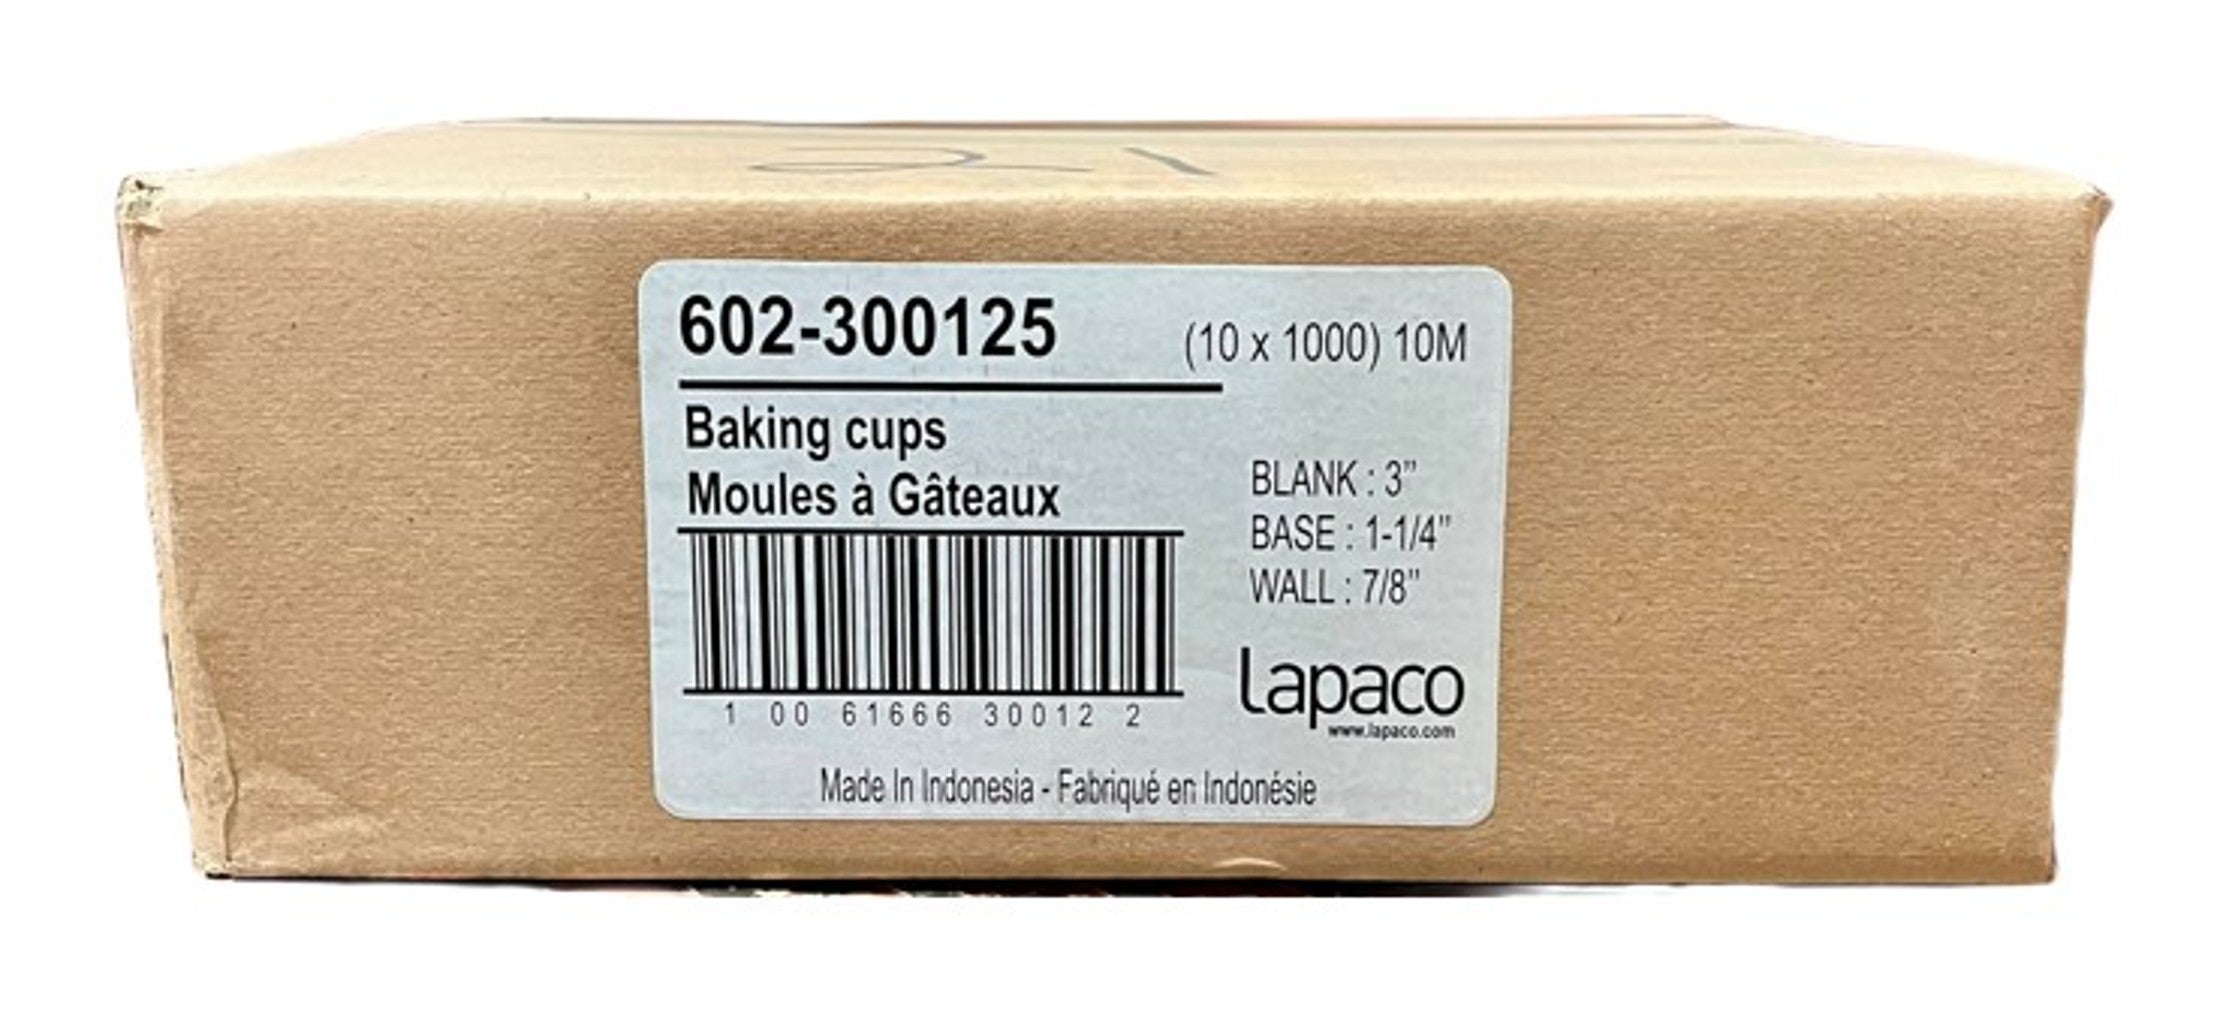 602-300125 (10 x 1000) 10M
Baking cups
Moules à Gâteaux
BLANK : 3”
BASE : 1-1/4”
WALL : 7/8”
1 00 61666 30012 2
Lapaco
www.lapaco.com
Made In Indonesia - Fabriqué en Indonésie